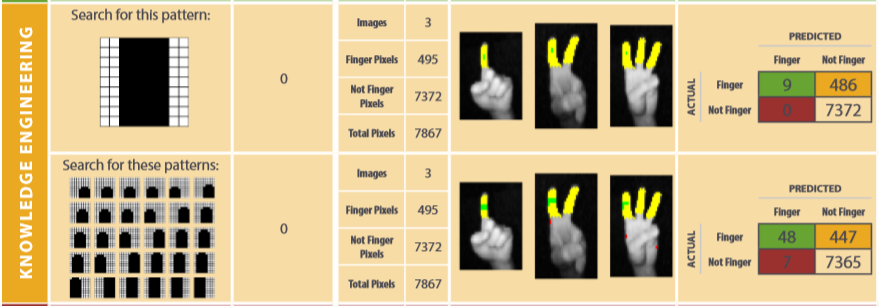 KNOWLEDGE ENGINEERING
Search for this pattern:
0
Images 3
Finger Pixels 495
Not Finger
Pixels 7372
Total Pixels 7867
PREDICTED
Finger Not Finger
ACTUAL
Finger 9 486
Not Finger 0 7372
Search for these patterns:
0
Images 3
Finger Pixels 495
Not Finger
Pixels 7372
Total Pixels 7867
PREDICTED
Finger Not Finger
ACTUAL
Finger 48 447
Not Finger 7 7365